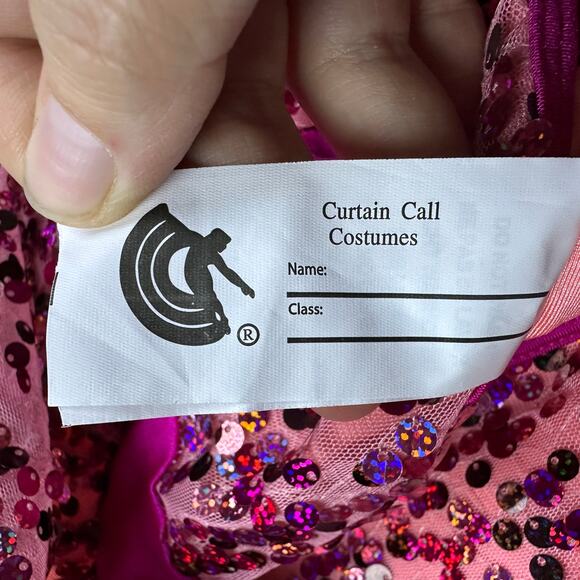 Curtain Call
Costumes
Name:
Class:
®